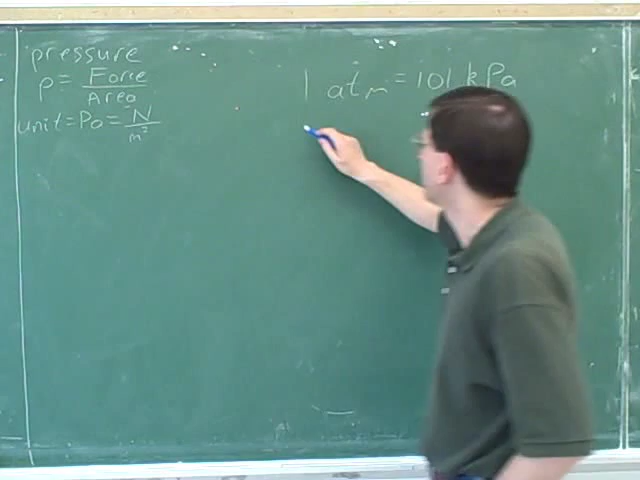 pressure
P = Force / Area
unit = Pa = N / m²
1 atm = 101 kPa